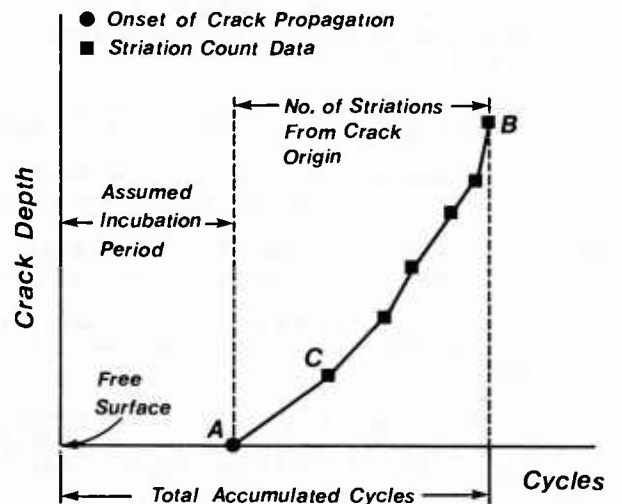 ● Onset of Crack Propagation
■ Striation Count Data
No. of Striations
From Crack
Origin
B
Assumed
Incubation
Period
Crack Depth
C
Free
Surface
A
Cycles
Total Accumulated Cycles